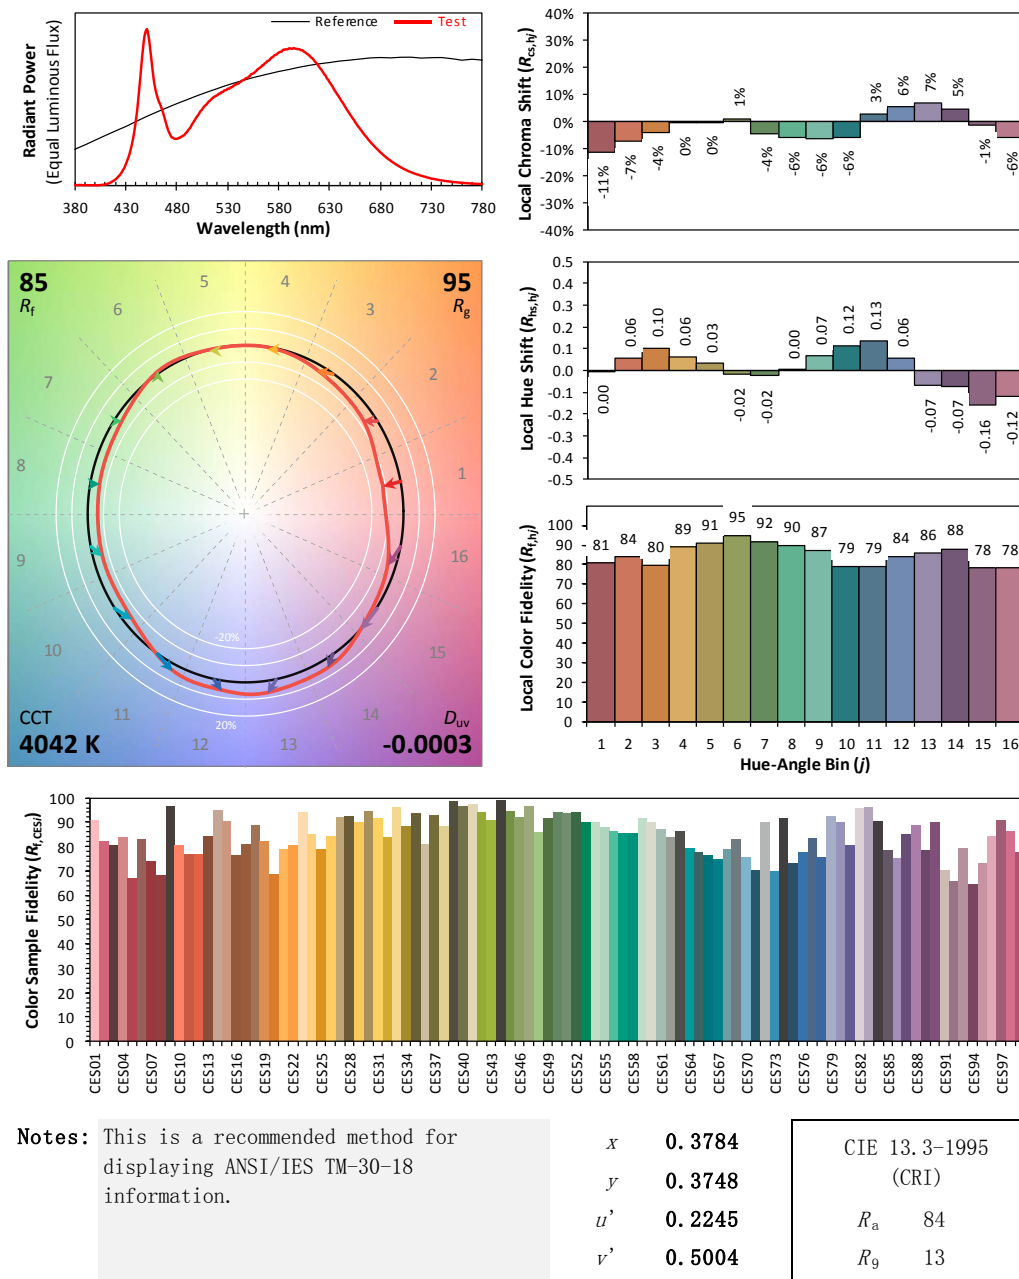 Reference
Test
Radiant Power
(Equal Luminous Flux)
380 430 480 530 580 630 680 730 780
Wavelength (nm)
Local Chroma Shift (Rcs,hj)
40%
30%
20%
10%
0%
-10%
-20%
-30%
-40%
-11% -7% -4% 0% 0% 1% -4% -6% -6% -6% 3% 6% 7% 5% -1% -6%
85
Rf
95
Rg
1 2 3 4 5 6 7 8 9 10 11 12 13 14 15 16
-20%
20%
CCT
4042 K
Duv
-0.0003
Local Hue Shift (Rhs,hj)
0.5
0.4
0.3
0.2
0.1
0.0
-0.1
-0.2
-0.3
-0.4
-0.5
0.00 0.06 0.10 0.06 0.03 -0.02 -0.02 0.00 0.07 0.12 0.13 0.06 -0.07 -0.07 -0.16 -0.12
Local Color Fidelity (Rf,hj)
100
90
80
70
60
50
40
30
20
10
0
81 84 80 89 91 95 92 90 87 79 79 84 86 88 78 78
1 2 3 4 5 6 7 8 9 10 11 12 13 14 15 16
Hue-Angle Bin (j)
Color Sample Fidelity (Rf,CESi)
100
90
80
70
60
50
40
30
20
10
0
CES01 CES04 CES07 CES10 CES13 CES16 CES19 CES22 CES25 CES28 CES31 CES34 CES37 CES40 CES43 CES46 CES49 CES52 CES55 CES58 CES61 CES64 CES67 CES70 CES73 CES76 CES79 CES82 CES85 CES88 CES91 CES94 CES97
Notes: This is a recommended method for
displaying ANSI/IES TM-30-18
information.
x 0.3784
y 0.3748
u' 0.2245
v' 0.5004
CIE 13.3-1995
(CRI)
Ra 84
R9 13